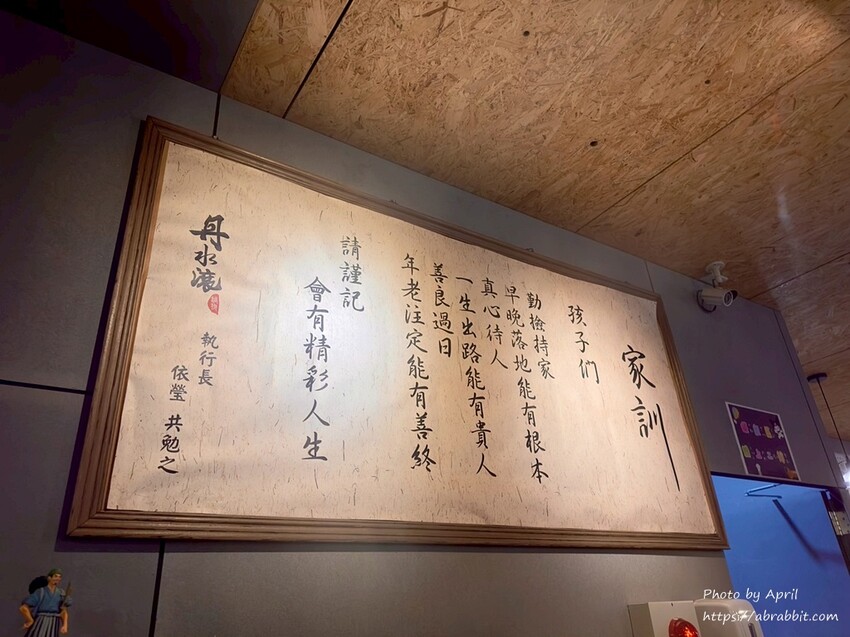 家訓
孩子們
勤撿持家
早晚落地能有根本
真心待人
一生出路能有貴人
善良過日
年老注定能有善終
請謹記
會有精彩人生
丹水滾
執行長
依瑩 共勉之
Photo by April
https://abrabbit.com